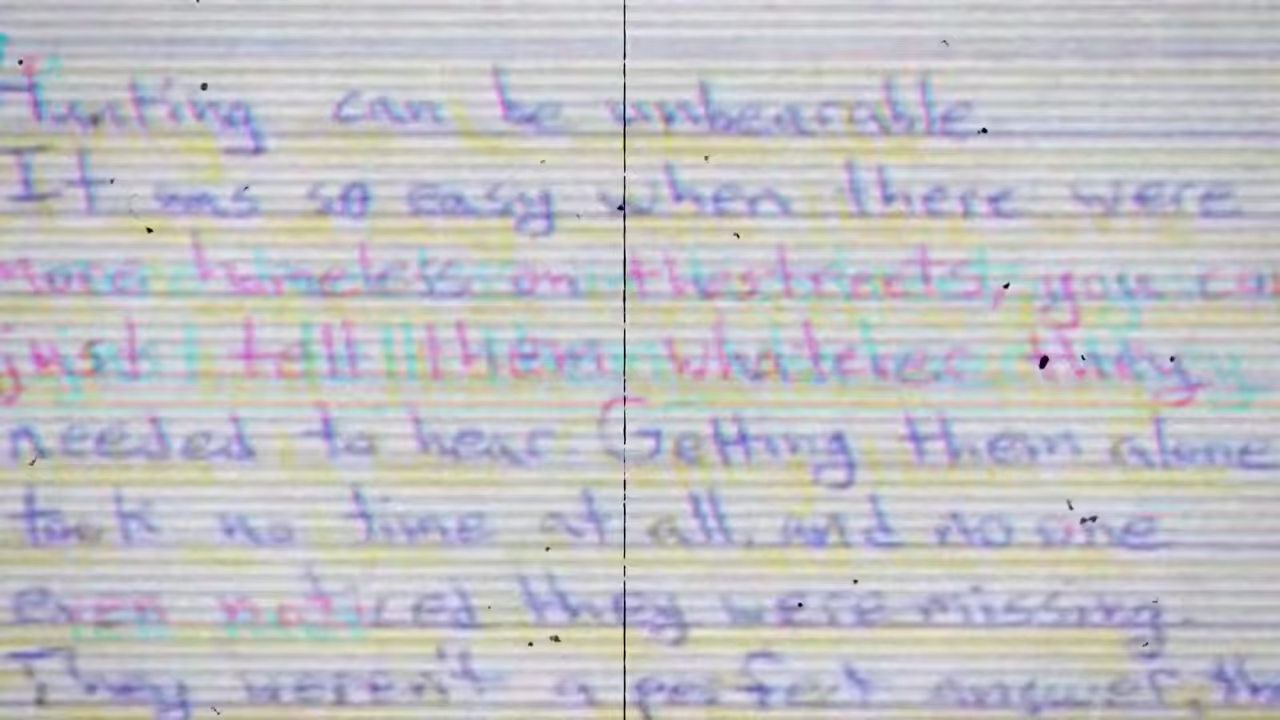 Hunting can be unbearable
It was so easy when there were
more homeless on the streets, you can
just tell them whatever they
needed to hear. Getting them alone
took no time at all, and no one
even noticed they were missing.
They weren't a perfect answer,